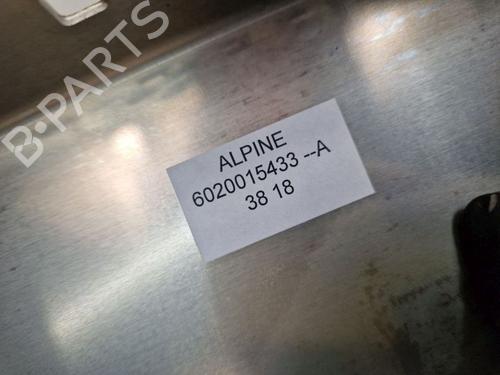 B-PARTS
ALPINE
6020015433 --A
38 18